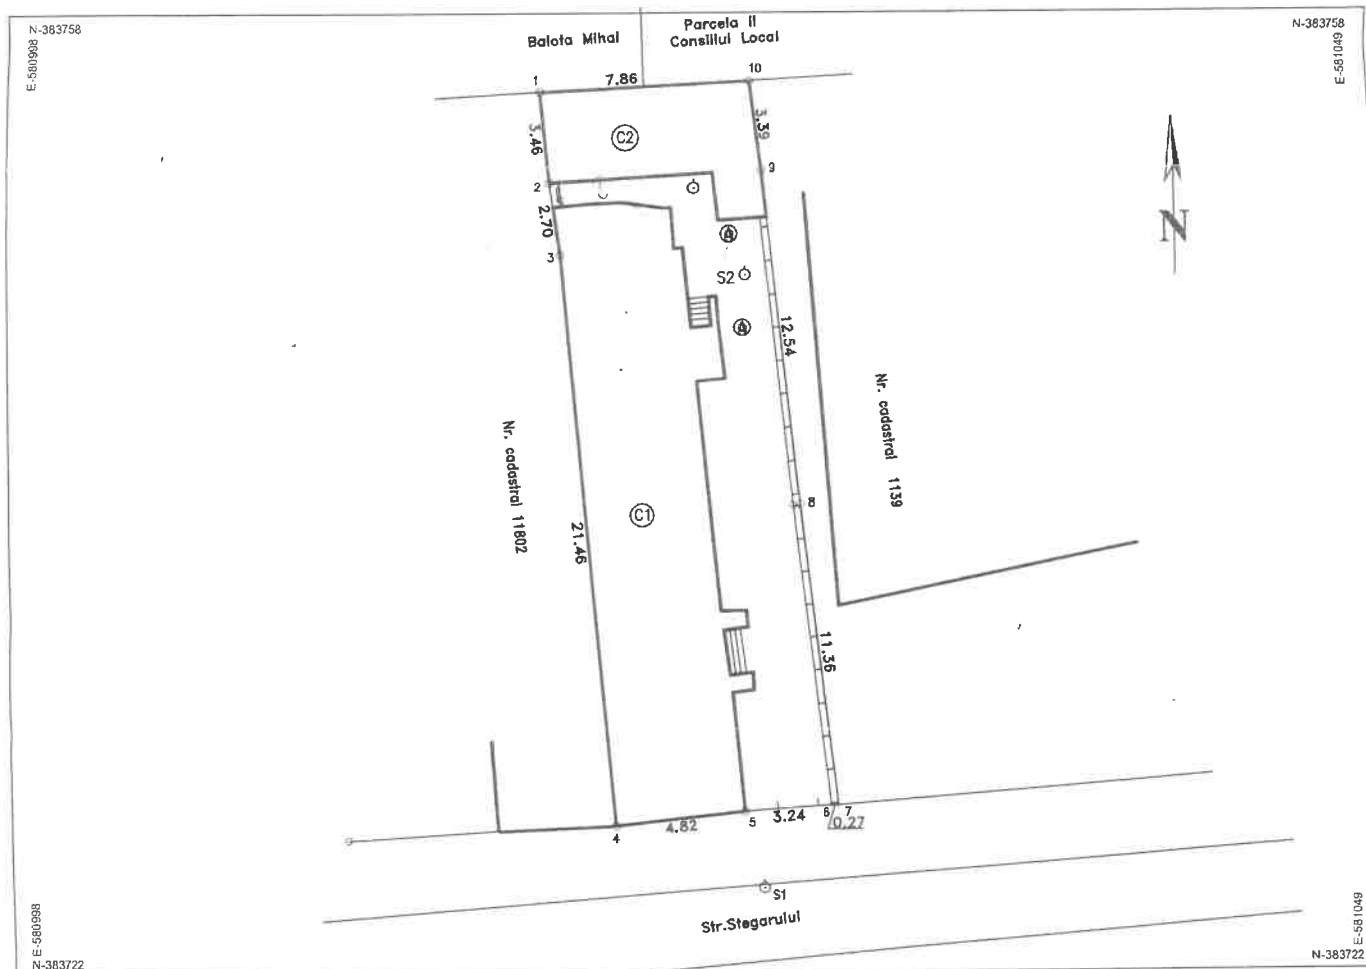 N-383758
E-580998
Balota Mihai
Parcela II
Consiliul Local
N-383758
E-581049
1
7.86
10
3.46
C2
3.39
9
2
2.70
3
S2
12.54
N
Nr. cadastral 11802
Nr. cadastral 1139
21.46
C1
8
11.36
4
4.82
5
3.24
6
7
0.27
S1
Str.Stegarului
E-580998
N-383722
E-581049
N-383722